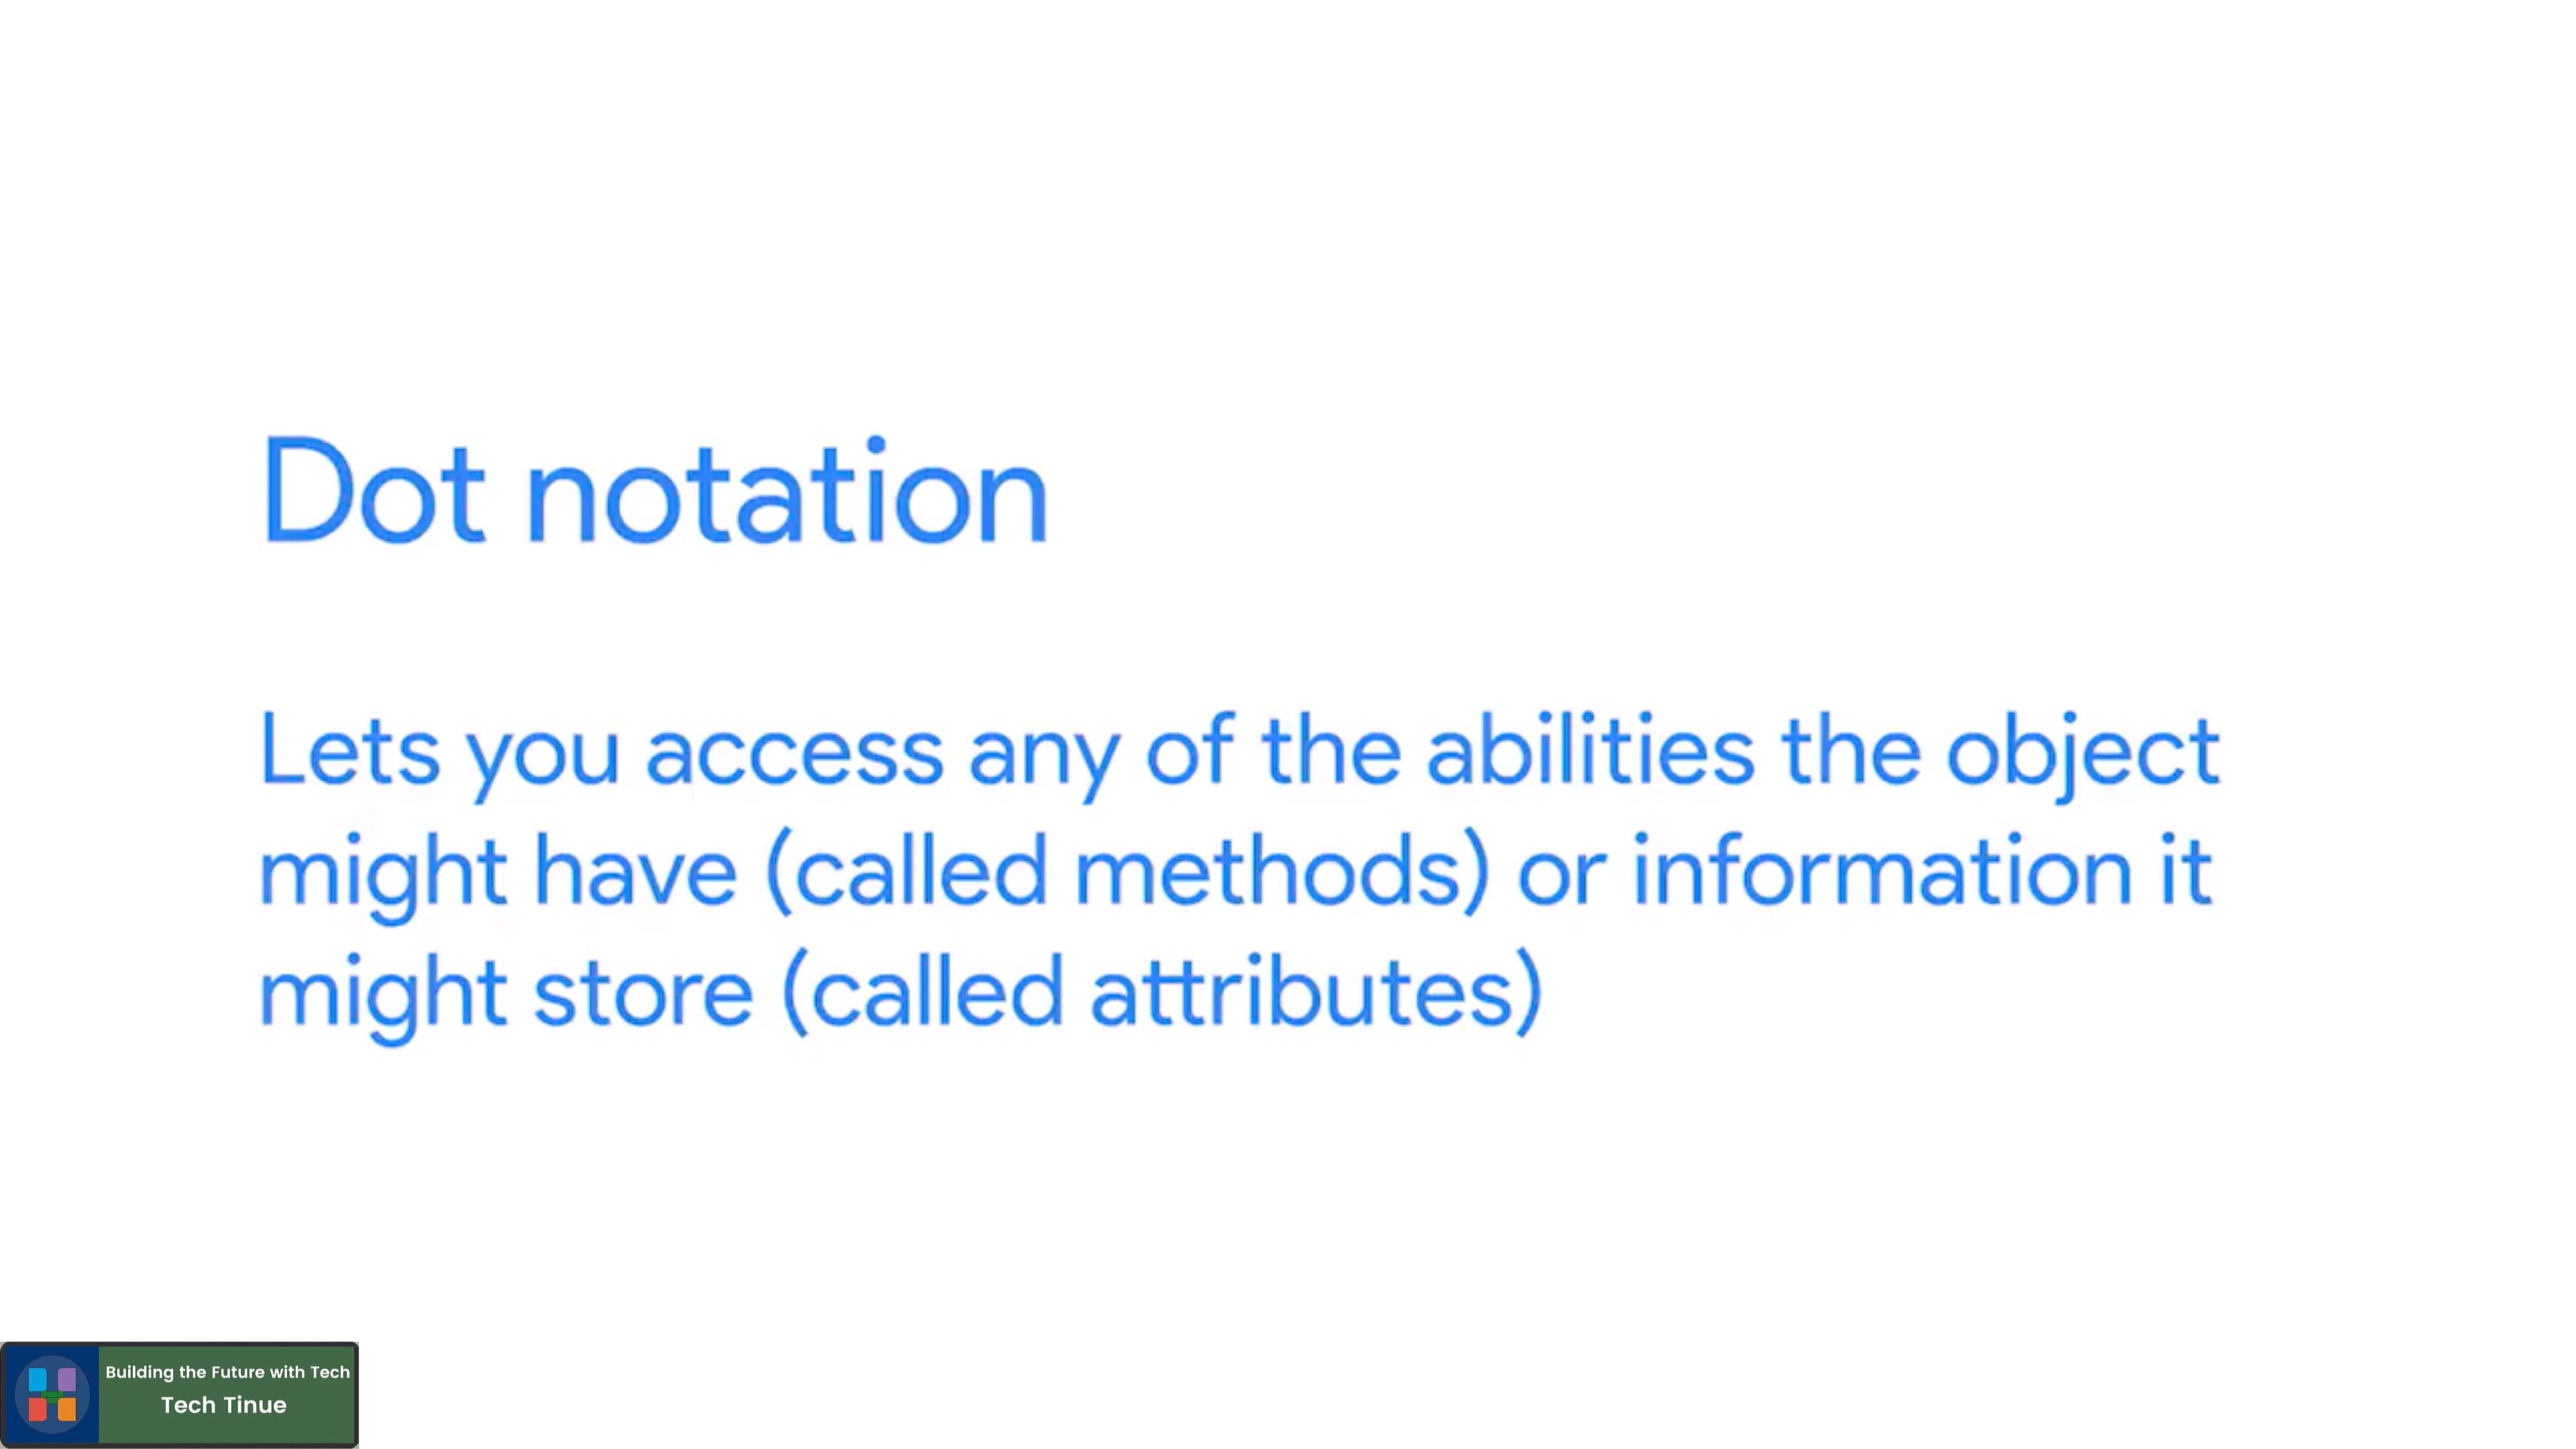 Dot notation
Lets you access any of the abilities the object
might have (called methods) or information it
might store (called attributes)
Building the Future with Tech
Tech Tinue